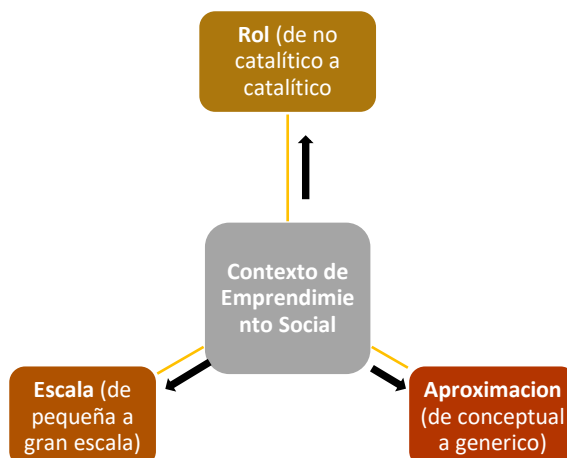 Rol (de no
catalítico a
catalítico
Contexto de
Emprendimie
nto Social
Escala (de
pequeña a
gran escala)
Aproximacion
(de conceptual
a generico)